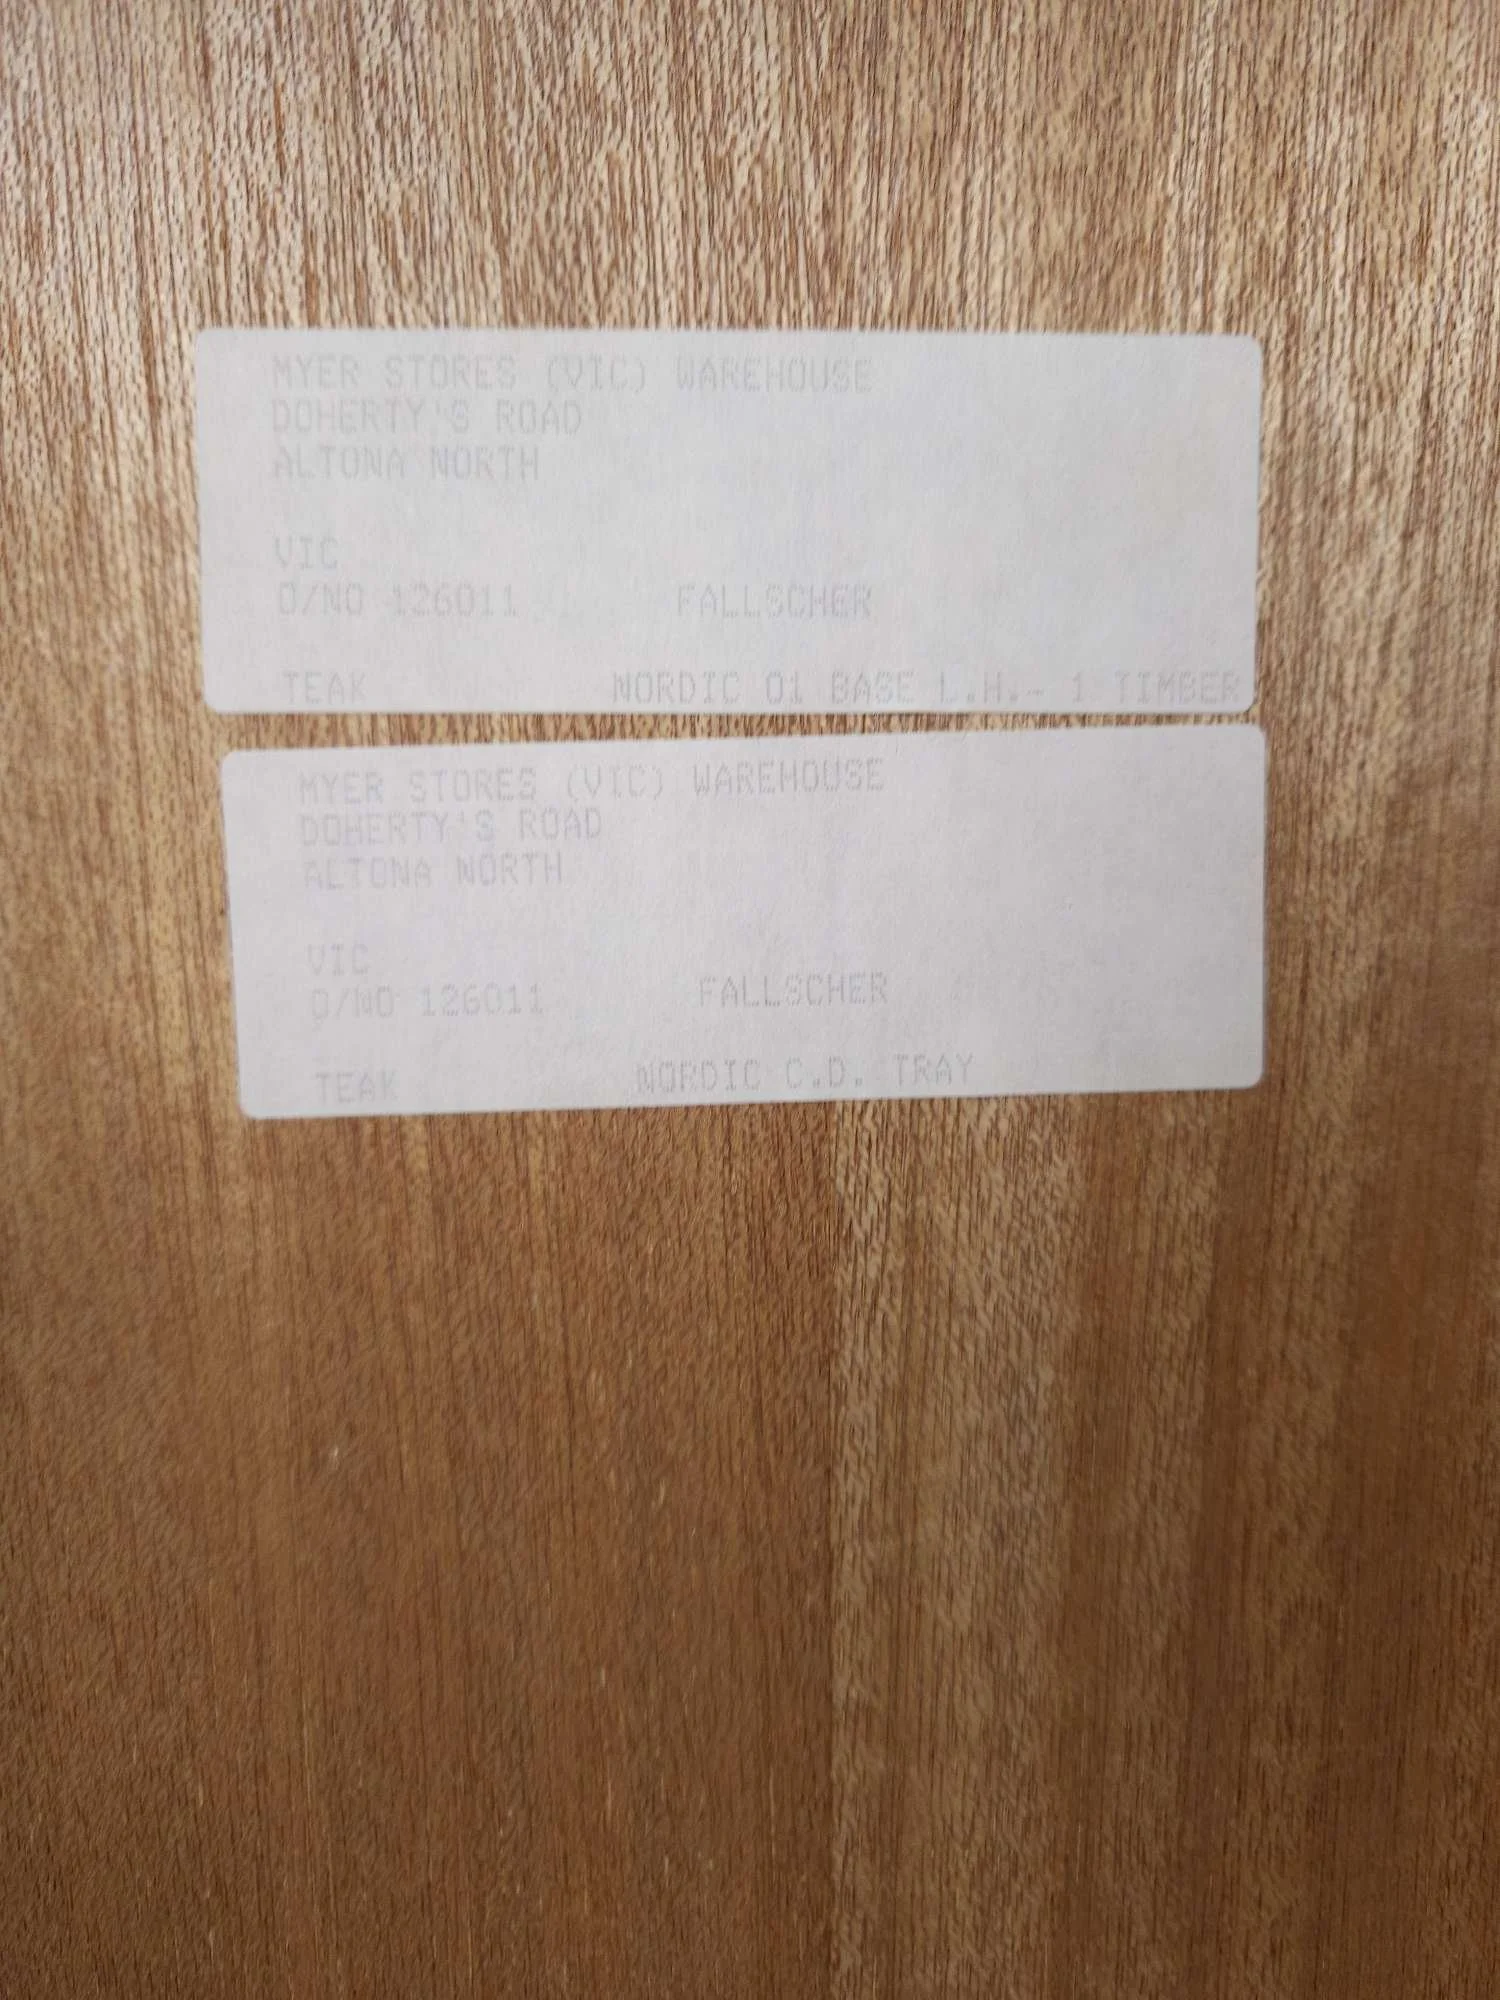 MYER STORES (VIC) WAREHOUSE
DOHERTY'S ROAD
ALTONA NORTH
VIC
O/NO 126011 FALLSCHER
TEAK NORDIC 01 BASE L.H.- 1 TIMBER
MYER STORES (VIC) WAREHOUSE
DOHERTY'S ROAD
ALTONA NORTH
VIC
O/NO 126011 FALLSCHER
TEAK NORDIC C.D. TRAY